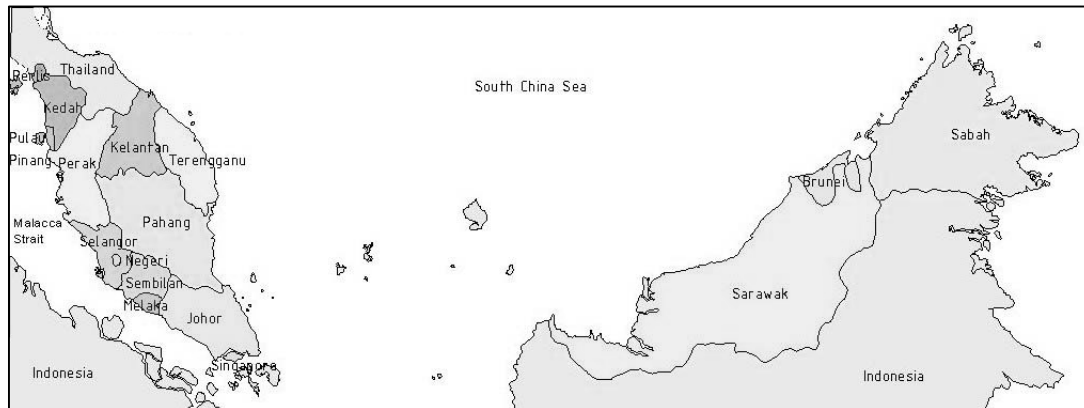 Thailand
Perlis
Kedah
South China Sea
Sabah
Pulau
Pinang
Perak
Kelantan
Terengganu
Brunei
Malacca
Strait
Pahang
Selangor
Negeri
Sembilan
Melaka
Johor
Sarawak
Singapora
Indonesia
Indonesia